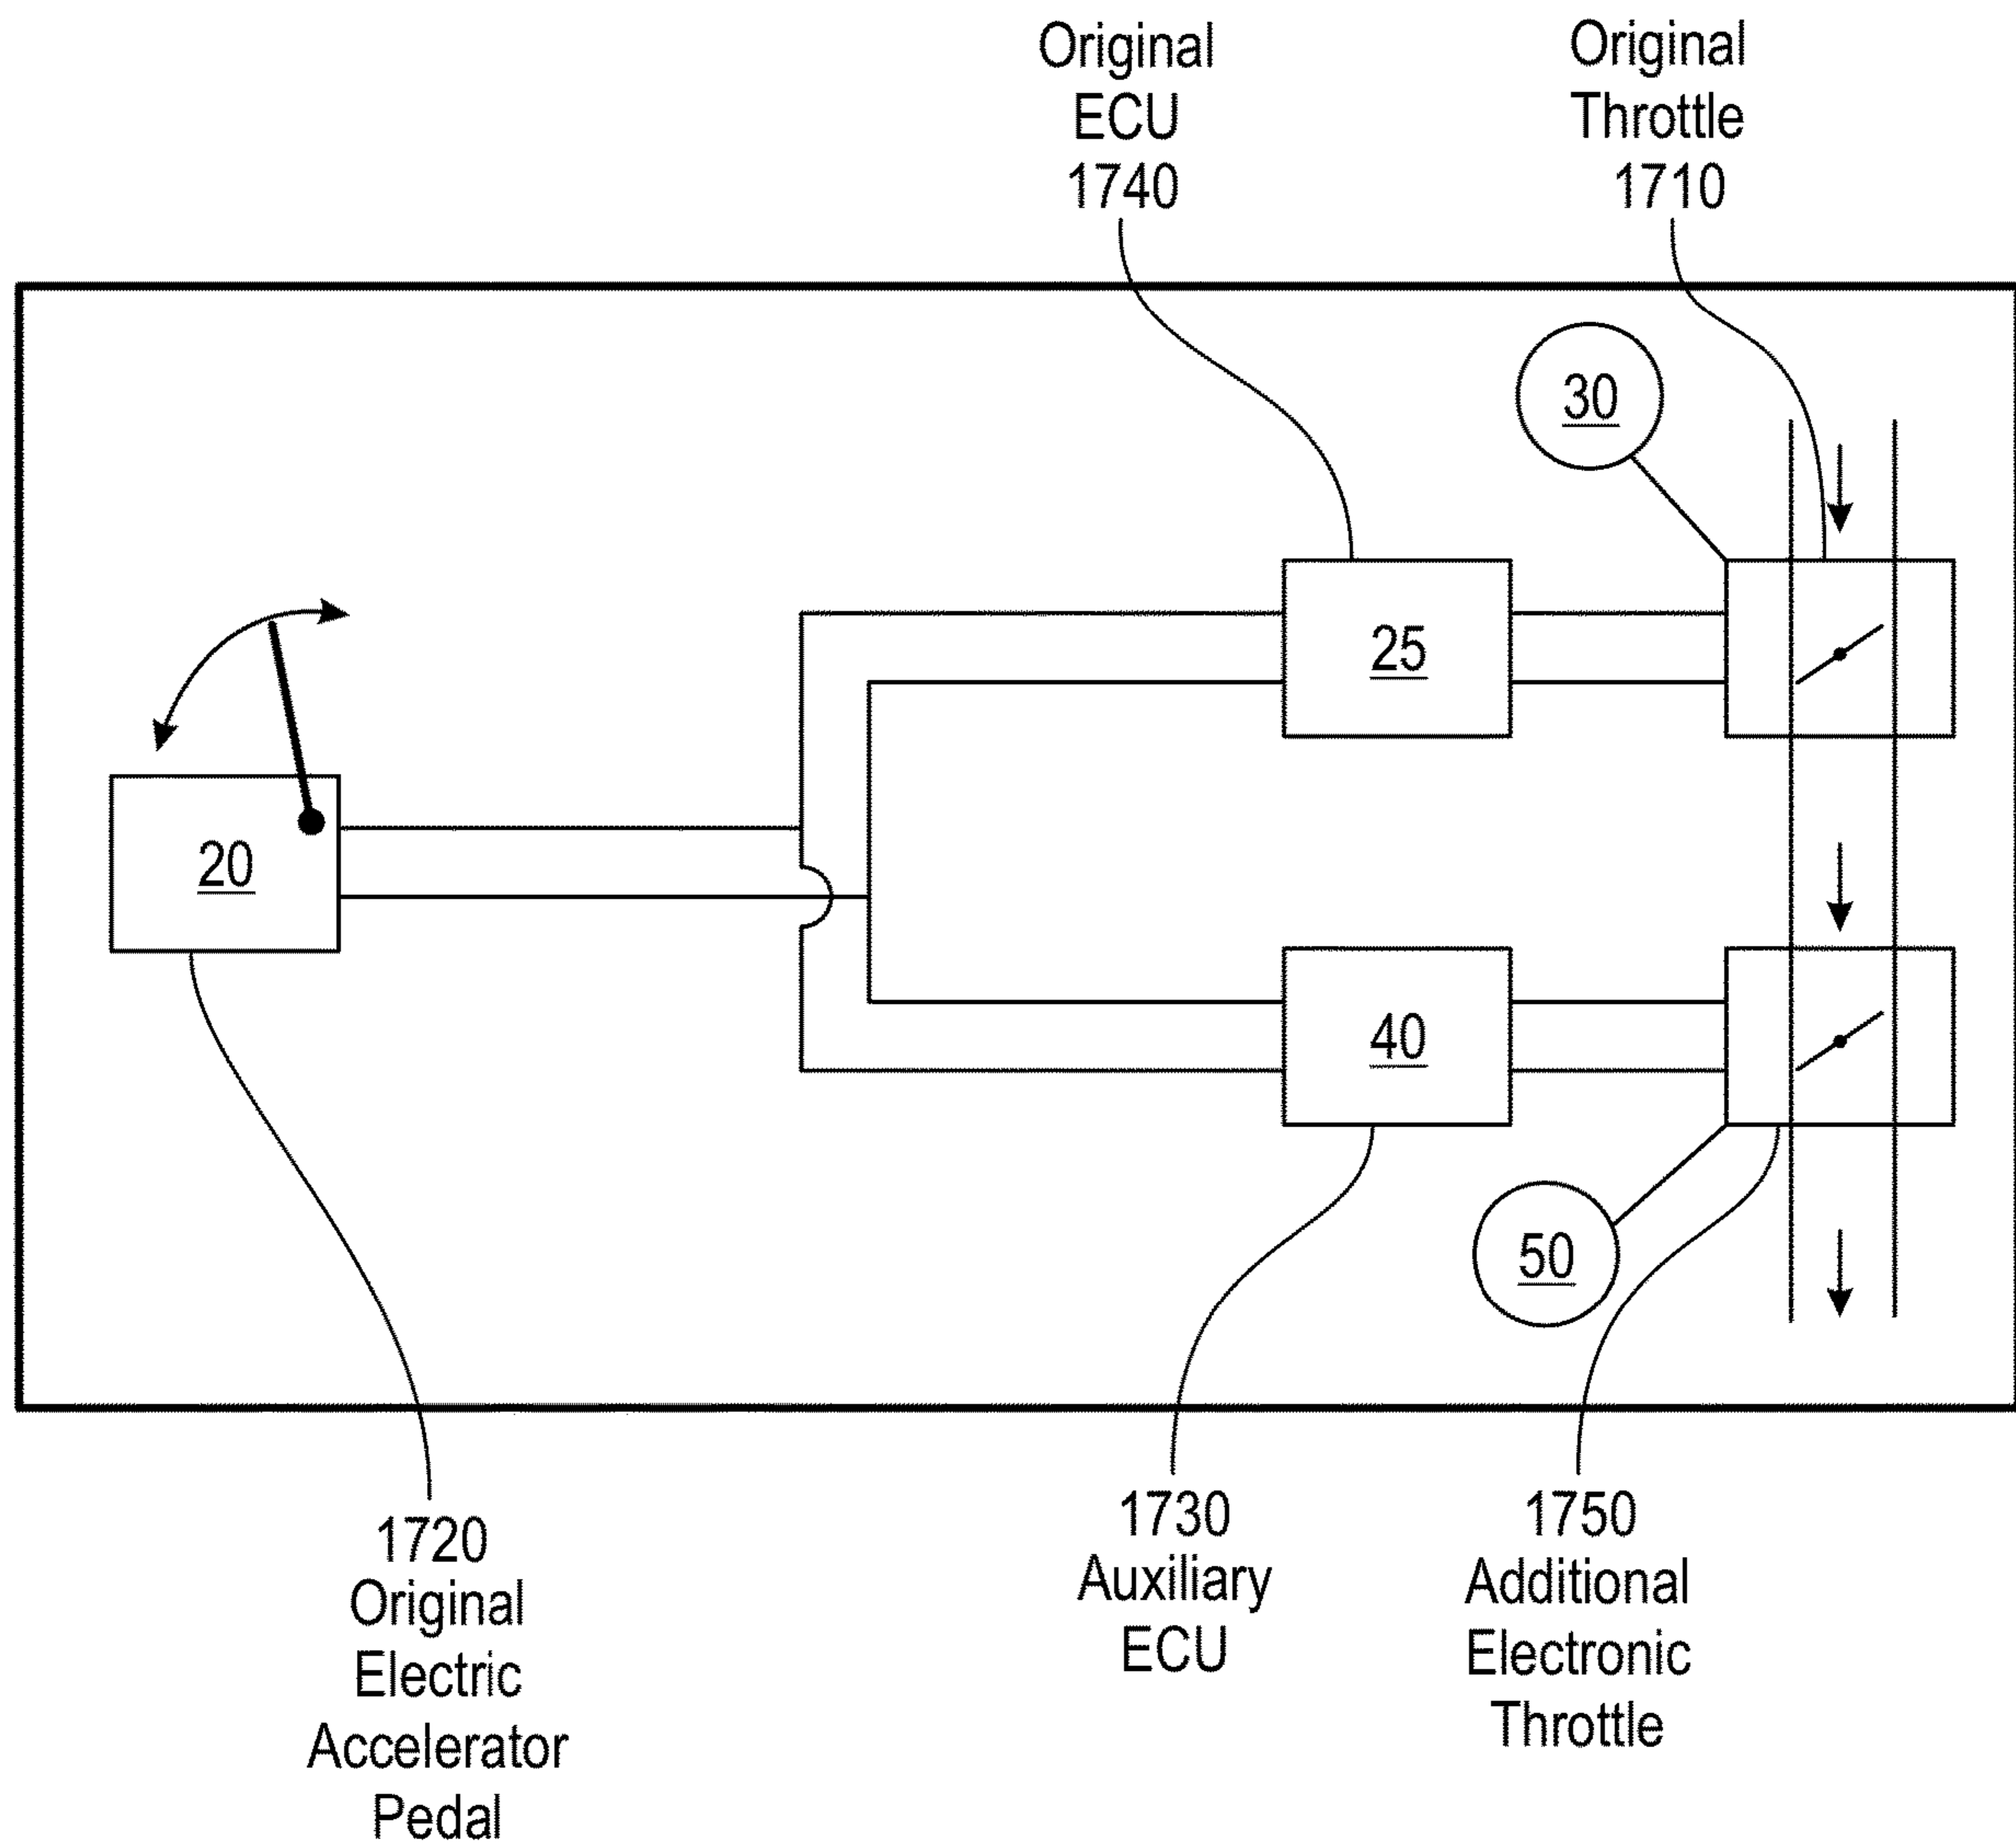 Original
ECU
1740
Original
Throttle
1710
30
25
20
40
50
1720
Original
Electric
Accelerator
Pedal
1730
Auxiliary
ECU
1750
Additional
Electronic
Throttle